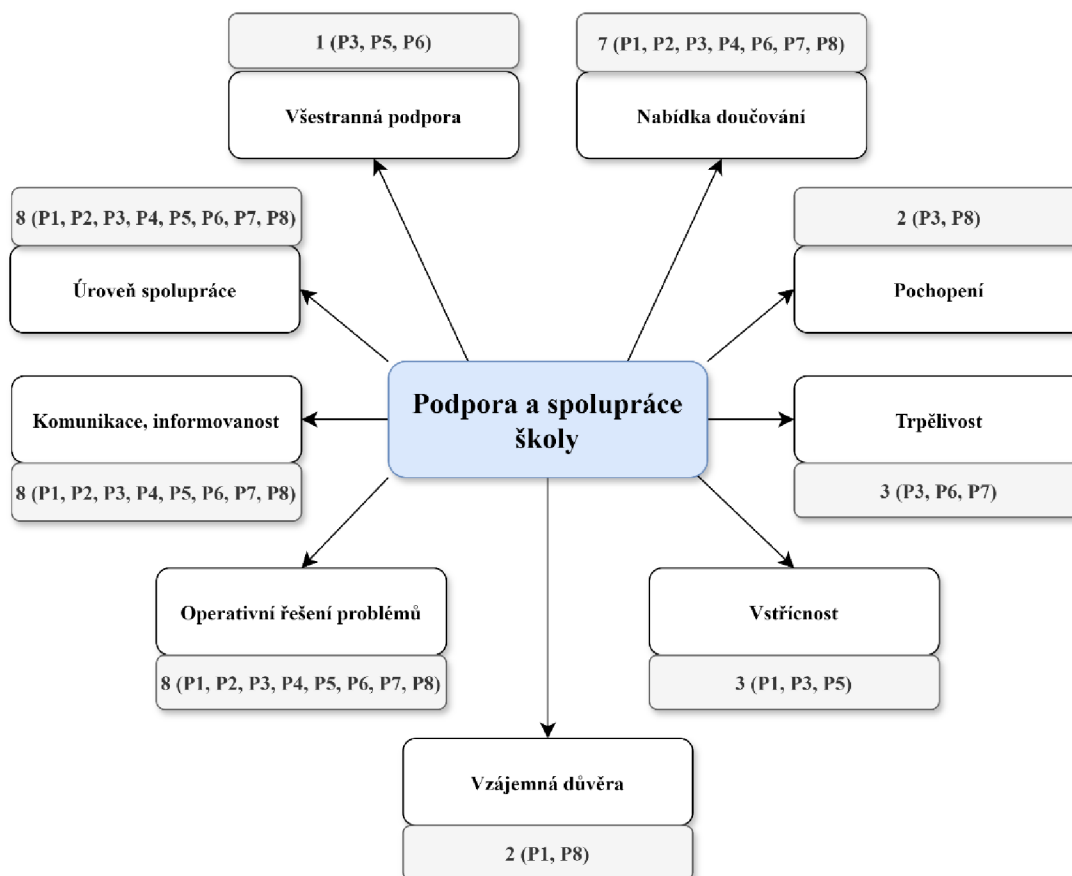 1 (P3, P5, P6)
Všestranná podpora
7 (P1, P2, P3, P4, P6, P7, P8)
Nabídka doučování
8 (P1, P2, P3, P4, P5, P6, P7, P8)
Úroveň spolupráce
2 (P3, P8)
Pochopení
Podpora a spolupráce
školy
Komunikace, informovanost
8 (P1, P2, P3, P4, P5, P6, P7, P8)
Trpělivost
3 (P3, P6, P7)
Operativní řešení problémů
8 (P1, P2, P3, P4, P5, P6, P7, P8)
Vstřícnost
3 (P1, P3, P5)
Vzájemná důvěra
2 (P1, P8)